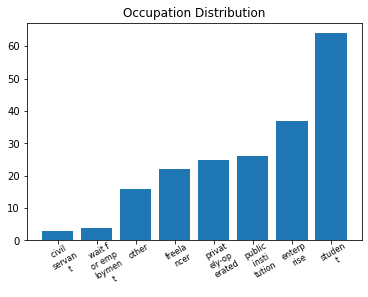 Occupation Distribution
60
50
40
30
20
10
0
civil
servan
t
wait f
or emp
loymen
t
other
freela
ncer
privat
ely-op
erated
public
insti
tution
enterp
rise
studen
t